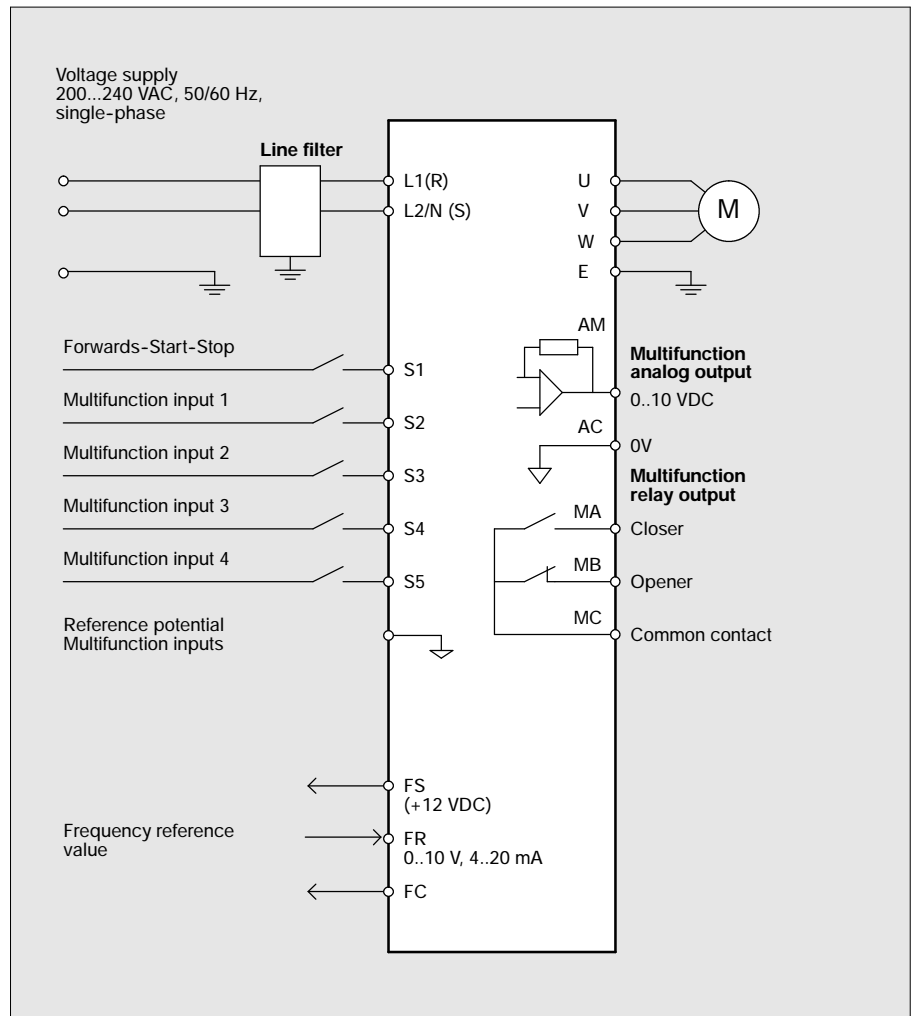 Voltage supply
200...240 VAC, 50/60 Hz,
single-phase
Line filter
L1(R)
L2/N (S)
U
V
W
E
M
Forwards-Start-Stop
S1
Multifunction input 1
S2
Multifunction input 2
S3
Multifunction input 3
S4
Multifunction input 4
S5
Reference potential
Multifunction inputs
AM
Multifunction
analog output
0..10 VDC
AC
0V
Multifunction
relay output
MA
Closer
MB
Opener
MC
Common contact
FS
(+12 VDC)
Frequency reference
value
FR
0..10 V, 4..20 mA
FC